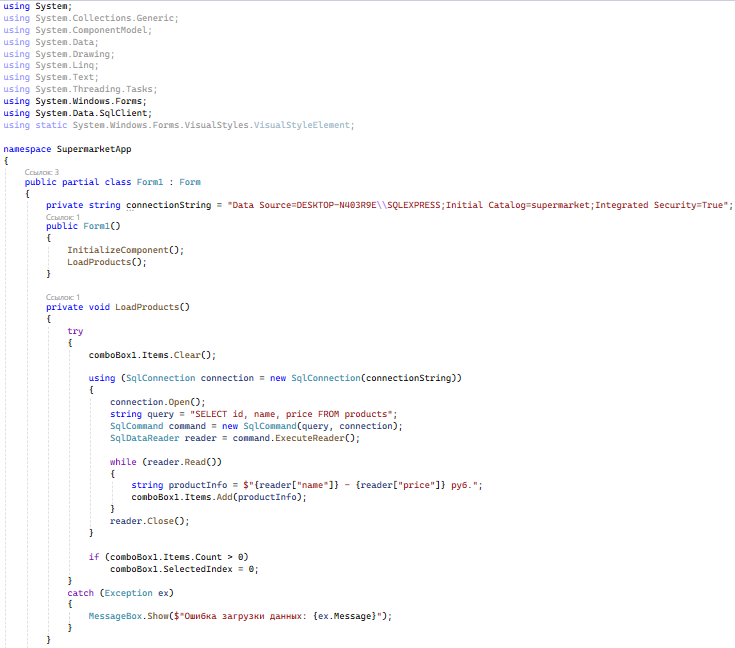 using System;
using System.Collections.Generic;
using System.ComponentModel;
using System.Data;
using System.Drawing;
using System.Linq;
using System.Text;
using System.Threading.Tasks;
using System.Windows.Forms;
using System.Data.SqlClient;
using static System.Windows.Forms.VisualStyles.VisualStyleElement;

namespace SupermarketApp
{
    Ссылок: 3
    public partial class Form1 : Form
    {
        private string connectionString = "Data Source=DESKTOP-N403R9E\\SQLEXPRESS;Initial Catalog=supermarket;Integrated Security=True";
        Ссылок: 1
        public Form1()
        {
            InitializeComponent();
            LoadProducts();
        }

        Ссылок: 1
        private void LoadProducts()
        {
            try
            {
                comboBox1.Items.Clear();

                using (SqlConnection connection = new SqlConnection(connectionString))
                {
                    connection.Open();
                    string query = "SELECT id, name, price FROM products";
                    SqlCommand command = new SqlCommand(query, connection);
                    SqlDataReader reader = command.ExecuteReader();

                    while (reader.Read())
                    {
                        string productInfo = $"{reader["name"]} - {reader["price"]} руб.";
                        comboBox1.Items.Add(productInfo);
                    }
                    reader.Close();
                }

                if (comboBox1.Items.Count > 0)
                    comboBox1.SelectedIndex = 0;
            }
            catch (Exception ex)
            {
                MessageBox.Show($"Ошибка загрузки данных: {ex.Message}");
            }
        }